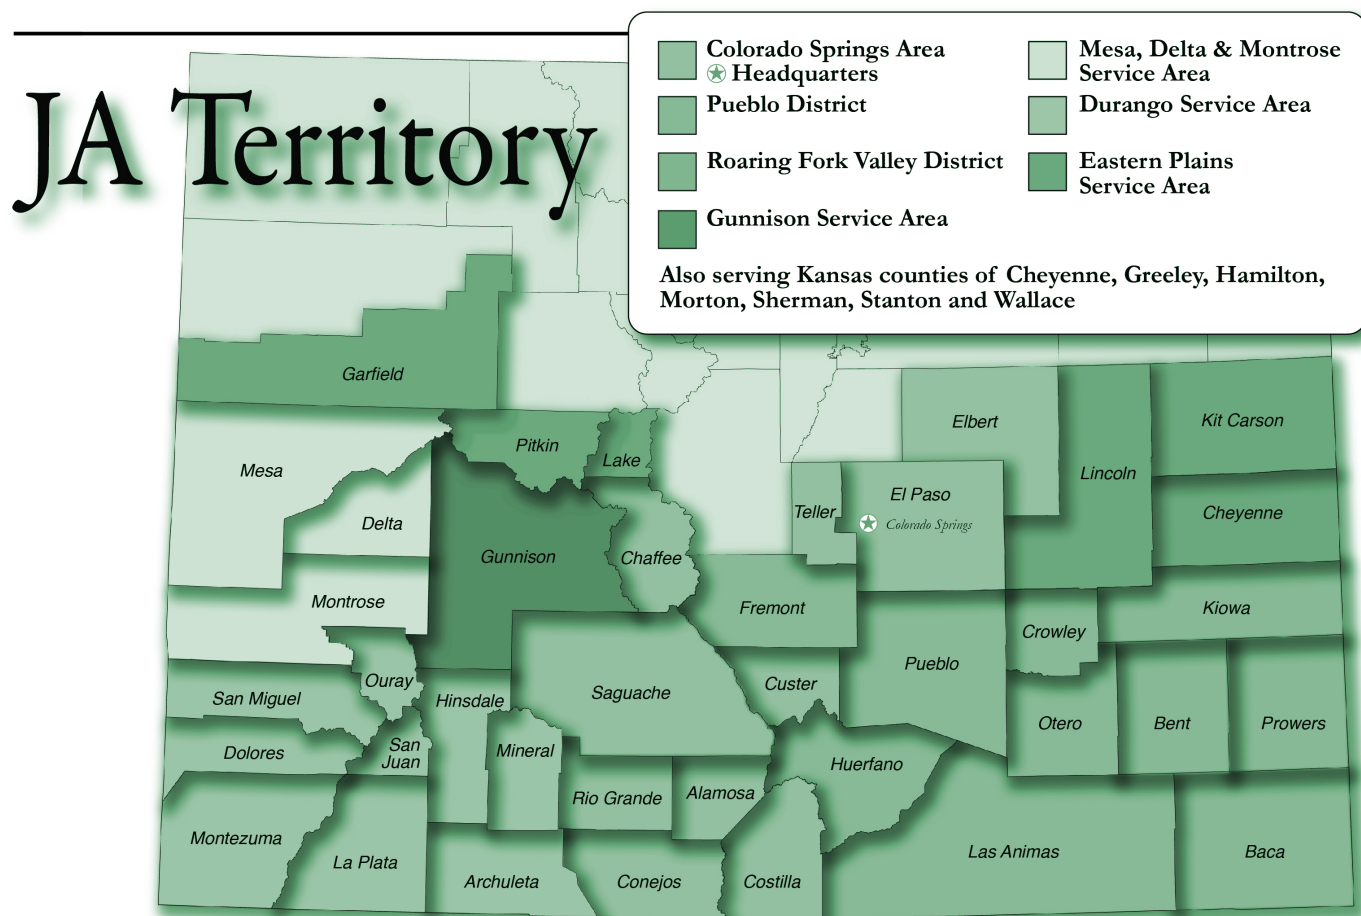 JA Territory
Colorado Springs Area
Headquarters
Pueblo District
Roaring Fork Valley District
Gunnison Service Area
Mesa, Delta & Montrose
Service Area
Durango Service Area
Eastern Plains
Service Area
Also serving Kansas counties of Cheyenne, Greeley, Hamilton,
Morton, Sherman, Stanton and Wallace
Garfield
Mesa
Delta
Montrose
Pitkin
Lake
Gunnison
Chaffee
Elbert
Lincoln
Kit Carson
Cheyenne
Teller
El Paso
Colorado Springs
Fremont
Crowley
Kiowa
Ouray
San Miguel
Hinsdale
Saguache
Custer
Pueblo
Otero
Bent
Prowers
Dolores
San
Juan
Mineral
Rio Grande
Alamosa
Huerfano
Montezuma
La Plata
Archuleta
Conejos
Costilla
Las Animas
Baca